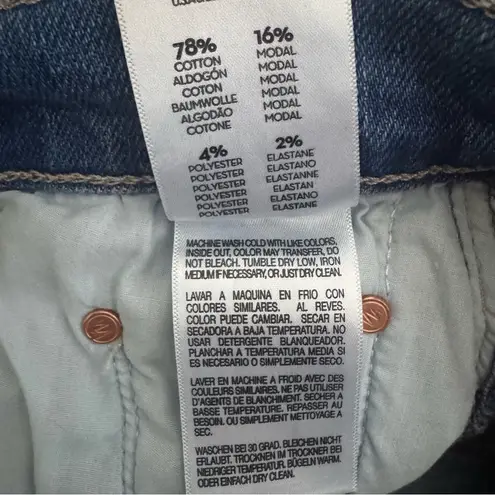 78%
COTTON
ALDOGÓN
COTON
BAUMWOLLE
ALGODÃO
COTONE
16%
MODAL
MODAL
MODAL
MODAL
MODAL
MODAL
4%
POLYESTER
POLYESTER
POLYESTER
POLYESTER
POLYESTER
POLYESTER
2%
ELASTANE
ELASTANO
ELASTANNE
ELASTAN
ELASTANO
ELASTANE
MACHINE WASH COLD WITH LIKE COLORS,
INSIDE OUT, COLOR MAY TRANSFER, DO
NOT BLEACH. TUMBLE DRY LOW, IRON
MEDIUM IF NECESSARY, OR JUST DRY CLEAN.
LAVAR A MAQUINA EN FRIO CON
COLORES SIMILARES. AL REVES.
COLOR PUEDE CAMBIAR. SECAR EN
SECADORA A BAJA TEMPERATURA. NO
USAR DETERGENTE BLANQUEADOR.
PLANCHAR A TEMPERATURA MEDIA SI
ES NECESARIO O SIMPLEMENTE SECO.
LAVER EN MACHINE A FROID AVEC DES
COULEURS SIMILAIRES. NE PAS UTILISER
D'AGENTS DE BLANCHIMENT. SECHER A
BASSE TEMPERATURE. REPASSER AU
BESOIN, OU SIMPLEMENT NETTOYAGE A
SEC.
WASCHEN BEI 30 GRAD. BLEICHEN NICHT
ERLAUBT. TROCKNEN IM TROCKNER BEI
NIEDRIGER TEMPERATUR. BÜGELN WARM.
ODER EINFACH DRY CLEAN.